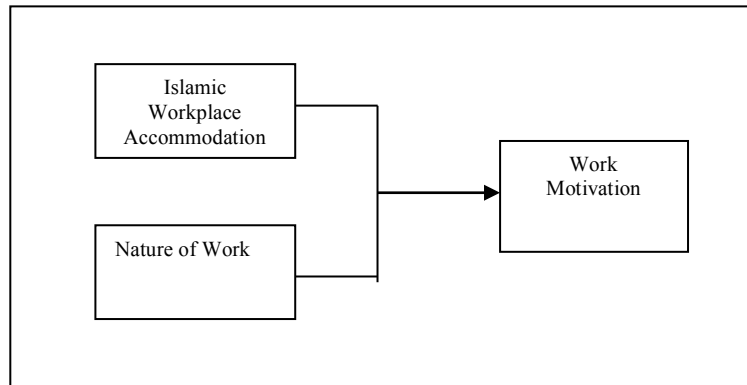 Islamic
Workplace
Accommodation
Work
Motivation
Nature of Work